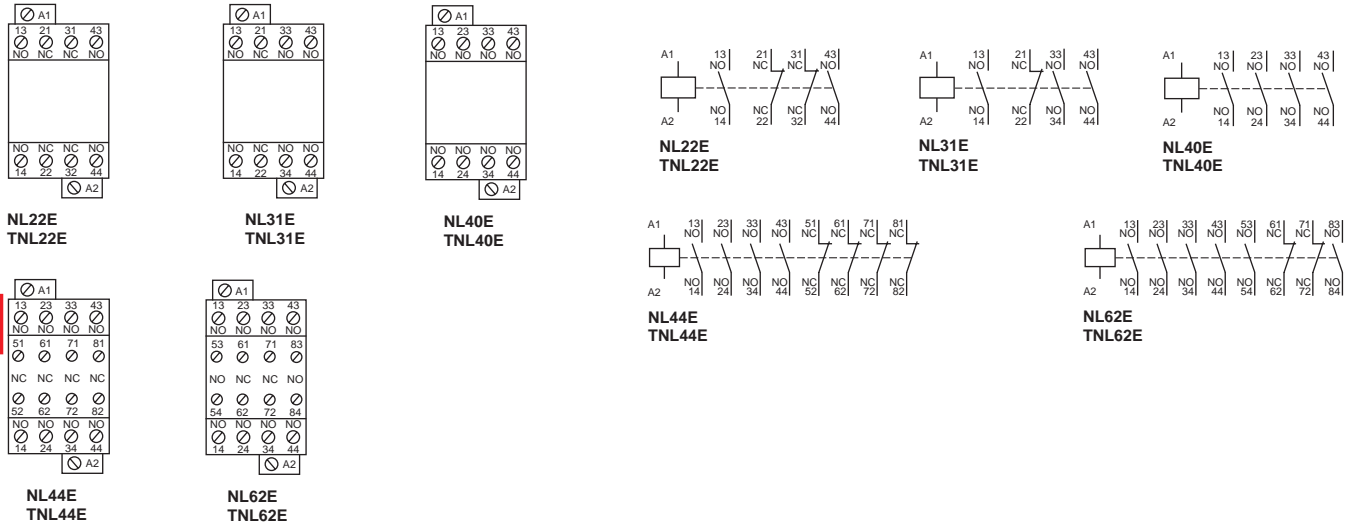 A1
13 21 31 43
NO NC NC NO
NO NC NC NO
14 22 32 44
A2
NL22E
TNL22E
A1
13 21 33 43
NO NC NO NO
NO NC NO NO
14 22 34 44
A2
NL31E
TNL31E
A1
13 23 33 43
NO NO NO NO
NO NO NO NO
14 24 34 44
A2
NL40E
TNL40E
A1 13 21 31 43
NO NC NC NO
NO NC NC NO
A2 14 22 32 44
NL22E
TNL22E
A1 13 21 33 43
NO NC NO NO
NO NC NO NO
A2 14 22 34 44
NL31E
TNL31E
A1 13 23 33 43
NO NO NO NO
NO NO NO NO
A2 14 24 34 44
NL40E
TNL40E
A1 13 23 33 43 51 61 71 81
NO NO NO NO NC NC NC NC
NO NO NO NO NC NC NC NC
A2 14 24 34 44 52 62 72 82
NL44E
TNL44E
A1 13 23 33 43 53 61 71 83
NO NO NO NO NO NC NC NO
NO NO NO NO NO NC NC NO
A2 14 24 34 44 54 62 72 84
NL62E
TNL62E
A1
13 23 33 43
NO NO NO NO
51 61 71 81
NC NC NC NC
52 62 72 82
NO NO NO NO
14 24 34 44
A2
NL44E
TNL44E
A1
13 23 33 43
NO NO NO NO
53 61 71 83
NO NC NC NO
54 62 72 84
NO NO NO NO
14 24 34 44
A2
NL62E
TNL62E